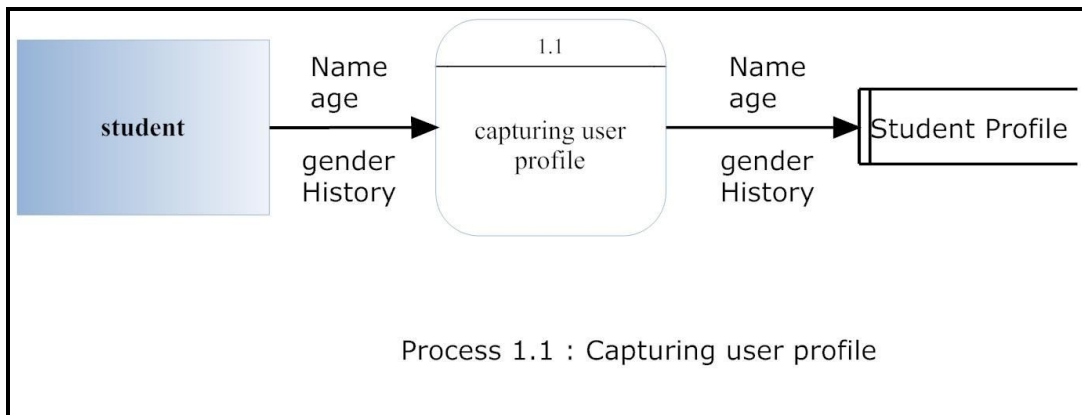 student
Name
age
gender
History
1.1
capturing user
profile
Name
age
gender
History
Student Profile
Process 1.1 : Capturing user profile